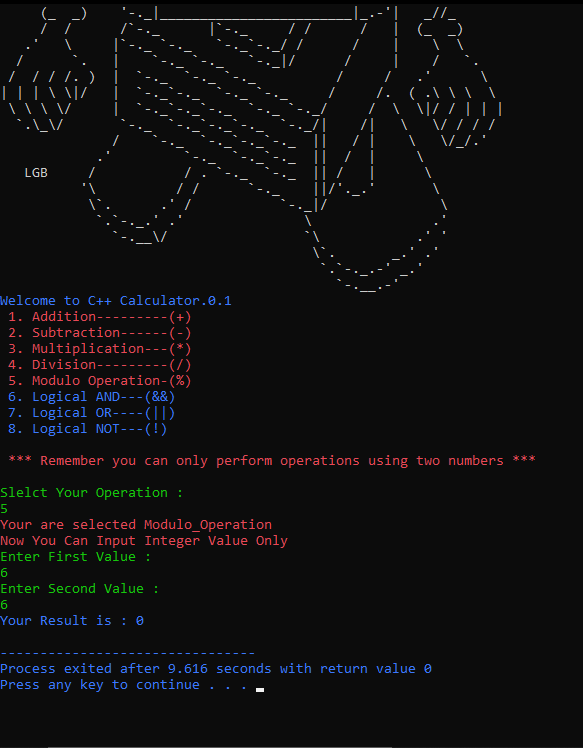 LGB
Welcome to C++ Calculator.0.1
1. Addition---------(+)
2. Subtraction------(-)
3. Multiplication---(*)
4. Division---------(/)
5. Modulo Operation-(%)
6. Logical AND---(&&)
7. Logical OR----(||)
8. Logical NOT---(!)
*** Remember you can only perform operations using two numbers ***
Slelct Your Operation :
5
Your are selected Modulo_Operation
Now You Can Input Integer Value Only
Enter First Value :
6
Enter Second Value :
6
Your Result is : 0
--------------------------------
Process exited after 9.616 seconds with return value 0
Press any key to continue . . .